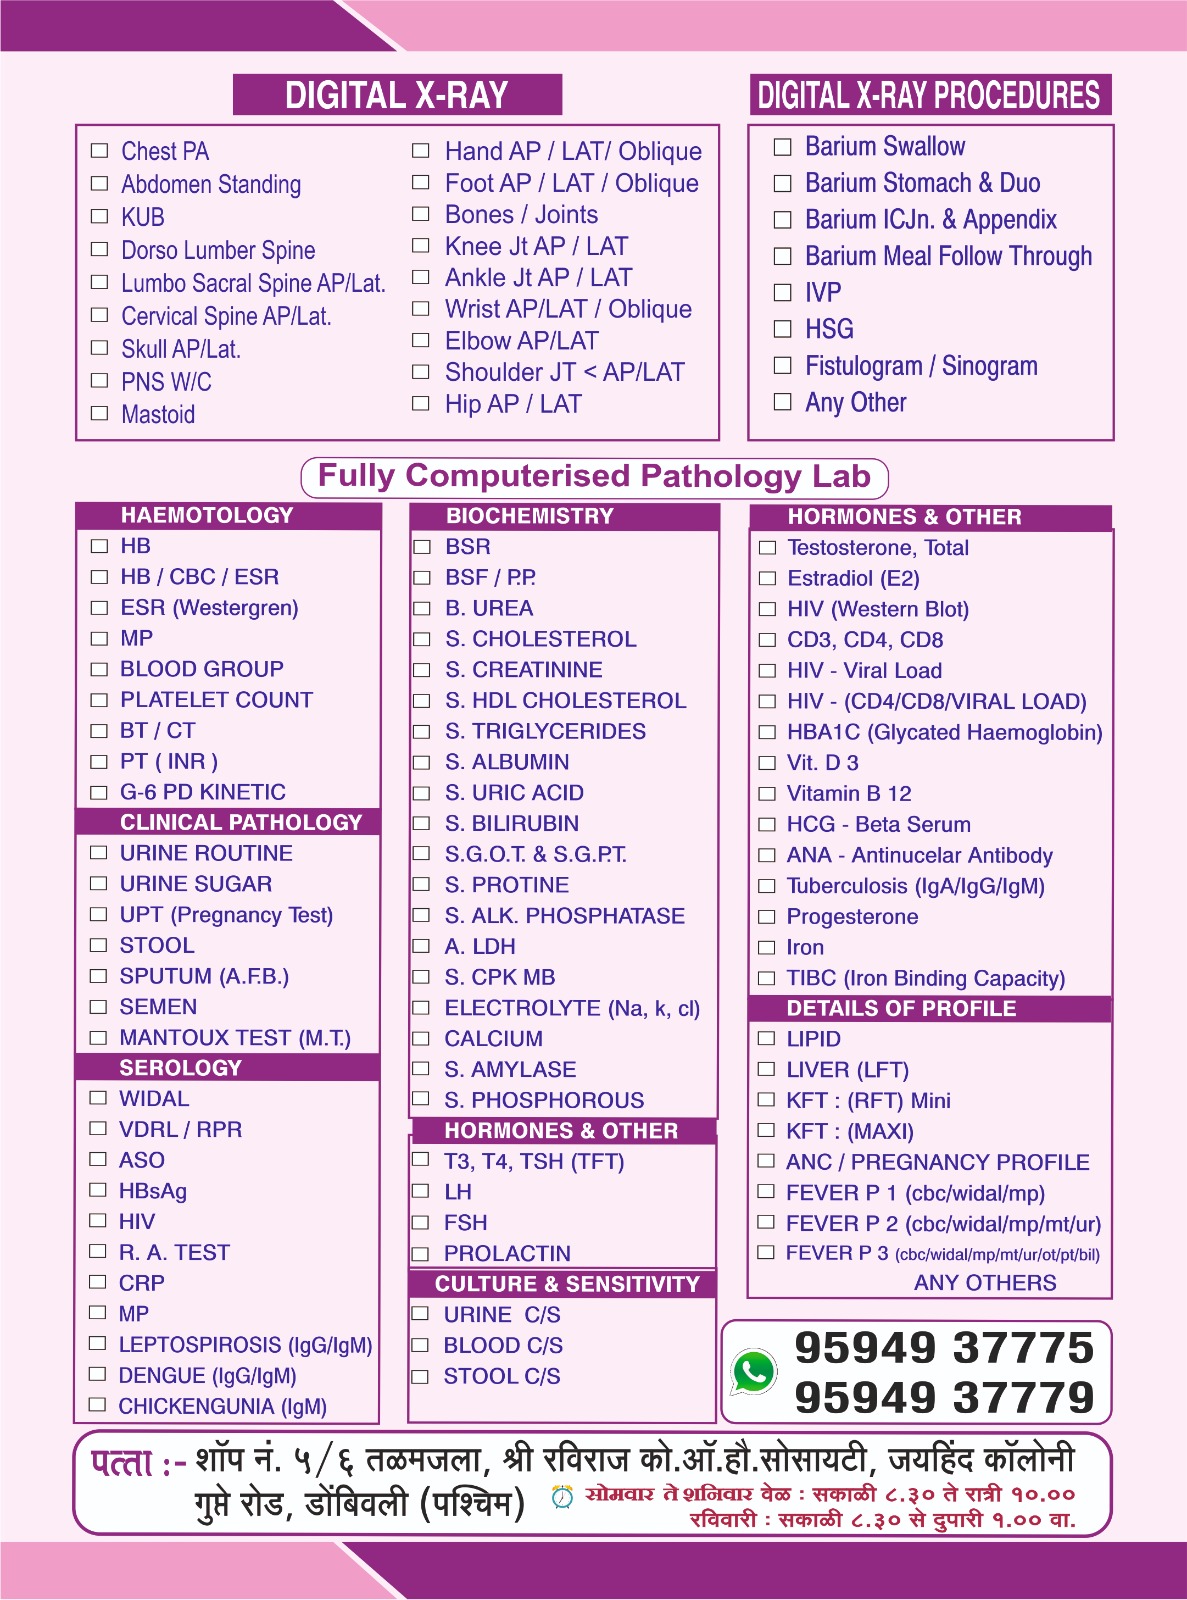 DIGITAL X-RAY
Chest PA
Abdomen Standing
KUB
Dorso Lumber Spine
Lumbo Sacral Spine AP/Lat.
Cervical Spine AP/Lat.
Skull AP/Lat.
PNS W/C
Mastoid
Hand AP / LAT/ Oblique
Foot AP / LAT / Oblique
Bones / Joints
Knee Jt AP / LAT
Ankle Jt AP / LAT
Wrist AP/LAT / Oblique
Elbow AP/LAT
Shoulder JT < AP/LAT
Hip AP / LAT
DIGITAL X-RAY PROCEDURES
Barium Swallow
Barium Stomach & Duo
Barium ICJn. & Appendix
Barium Meal Follow Through
IVP
HSG
Fistulogram / Sinogram
Any Other
Fully Computerised Pathology Lab
HAEMOTOLOGY
HB
HB / CBC / ESR
ESR (Westergren)
MP
BLOOD GROUP
PLATELET COUNT
BT / CT
PT ( INR )
G-6 PD KINETIC
CLINICAL PATHOLOGY
URINE ROUTINE
URINE SUGAR
UPT (Pregnancy Test)
STOOL
SPUTUM (A.F.B.)
SEMEN
MANTOUX TEST (M.T.)
SEROLOGY
WIDAL
VDRL / RPR
ASO
HBsAg
HIV
R. A. TEST
CRP
MP
LEPTOSPIROSIS (IgG/IgM)
DENGUE (IgG/IgM)
CHICKENGUNIA (IgM)
BIOCHEMISTRY
BSR
BSF / P.P.
B. UREA
S. CHOLESTEROL
S. CREATININE
S. HDL CHOLESTEROL
S. TRIGLYCERIDES
S. ALBUMIN
S. URIC ACID
S. BILIRUBIN
S.G.O.T. & S.G.P.T.
S. PROTINE
S. ALK. PHOSPHATASE
A. LDH
S. CPK MB
ELECTROLYTE (Na, k, cl)
CALCIUM
S. AMYLASE
S. PHOSPHOROUS
HORMONES & OTHER
T3, T4, TSH (TFT)
LH
FSH
PROLACTIN
CULTURE & SENSITIVITY
URINE C/S
BLOOD C/S
STOOL C/S
HORMONES & OTHER
Testosterone, Total
Estradiol (E2)
HIV (Western Blot)
CD3, CD4, CD8
HIV - Viral Load
HIV - (CD4/CD8/VIRAL LOAD)
HBA1C (Glycated Haemoglobin)
Vit. D 3
Vitamin B 12
HCG - Beta Serum
ANA - Antinucelar Antibody
Tuberculosis (IgA/IgG/IgM)
Progesterone
Iron
TIBC (Iron Binding Capacity)
DETAILS OF PROFILE
LIPID
LIVER (LFT)
KFT : (RFT) Mini
KFT : (MAXI)
ANC / PREGNANCY PROFILE
FEVER P 1 (cbc/widal/mp)
FEVER P 2 (cbc/widal/mp/mt/ur)
FEVER P 3 (cbc/widal/mp/mt/ur/ot/pt/bil)
ANY OTHERS
95949 37775
95949 37779
पत्ता :- शॉप नं. ५/६ तळमजला, श्री रविराज को.ऑ.हौ.सोसायटी, जयहिंद कॉलोनी
गुप्ते रोड, डोंबिवली (पश्चिम) सोमवार ते शनिवार वेळ : सकाळी ८.३० ते रात्री १०.००
रविवारी : सकाळी ८.३० से दुपारी १.०० वा.